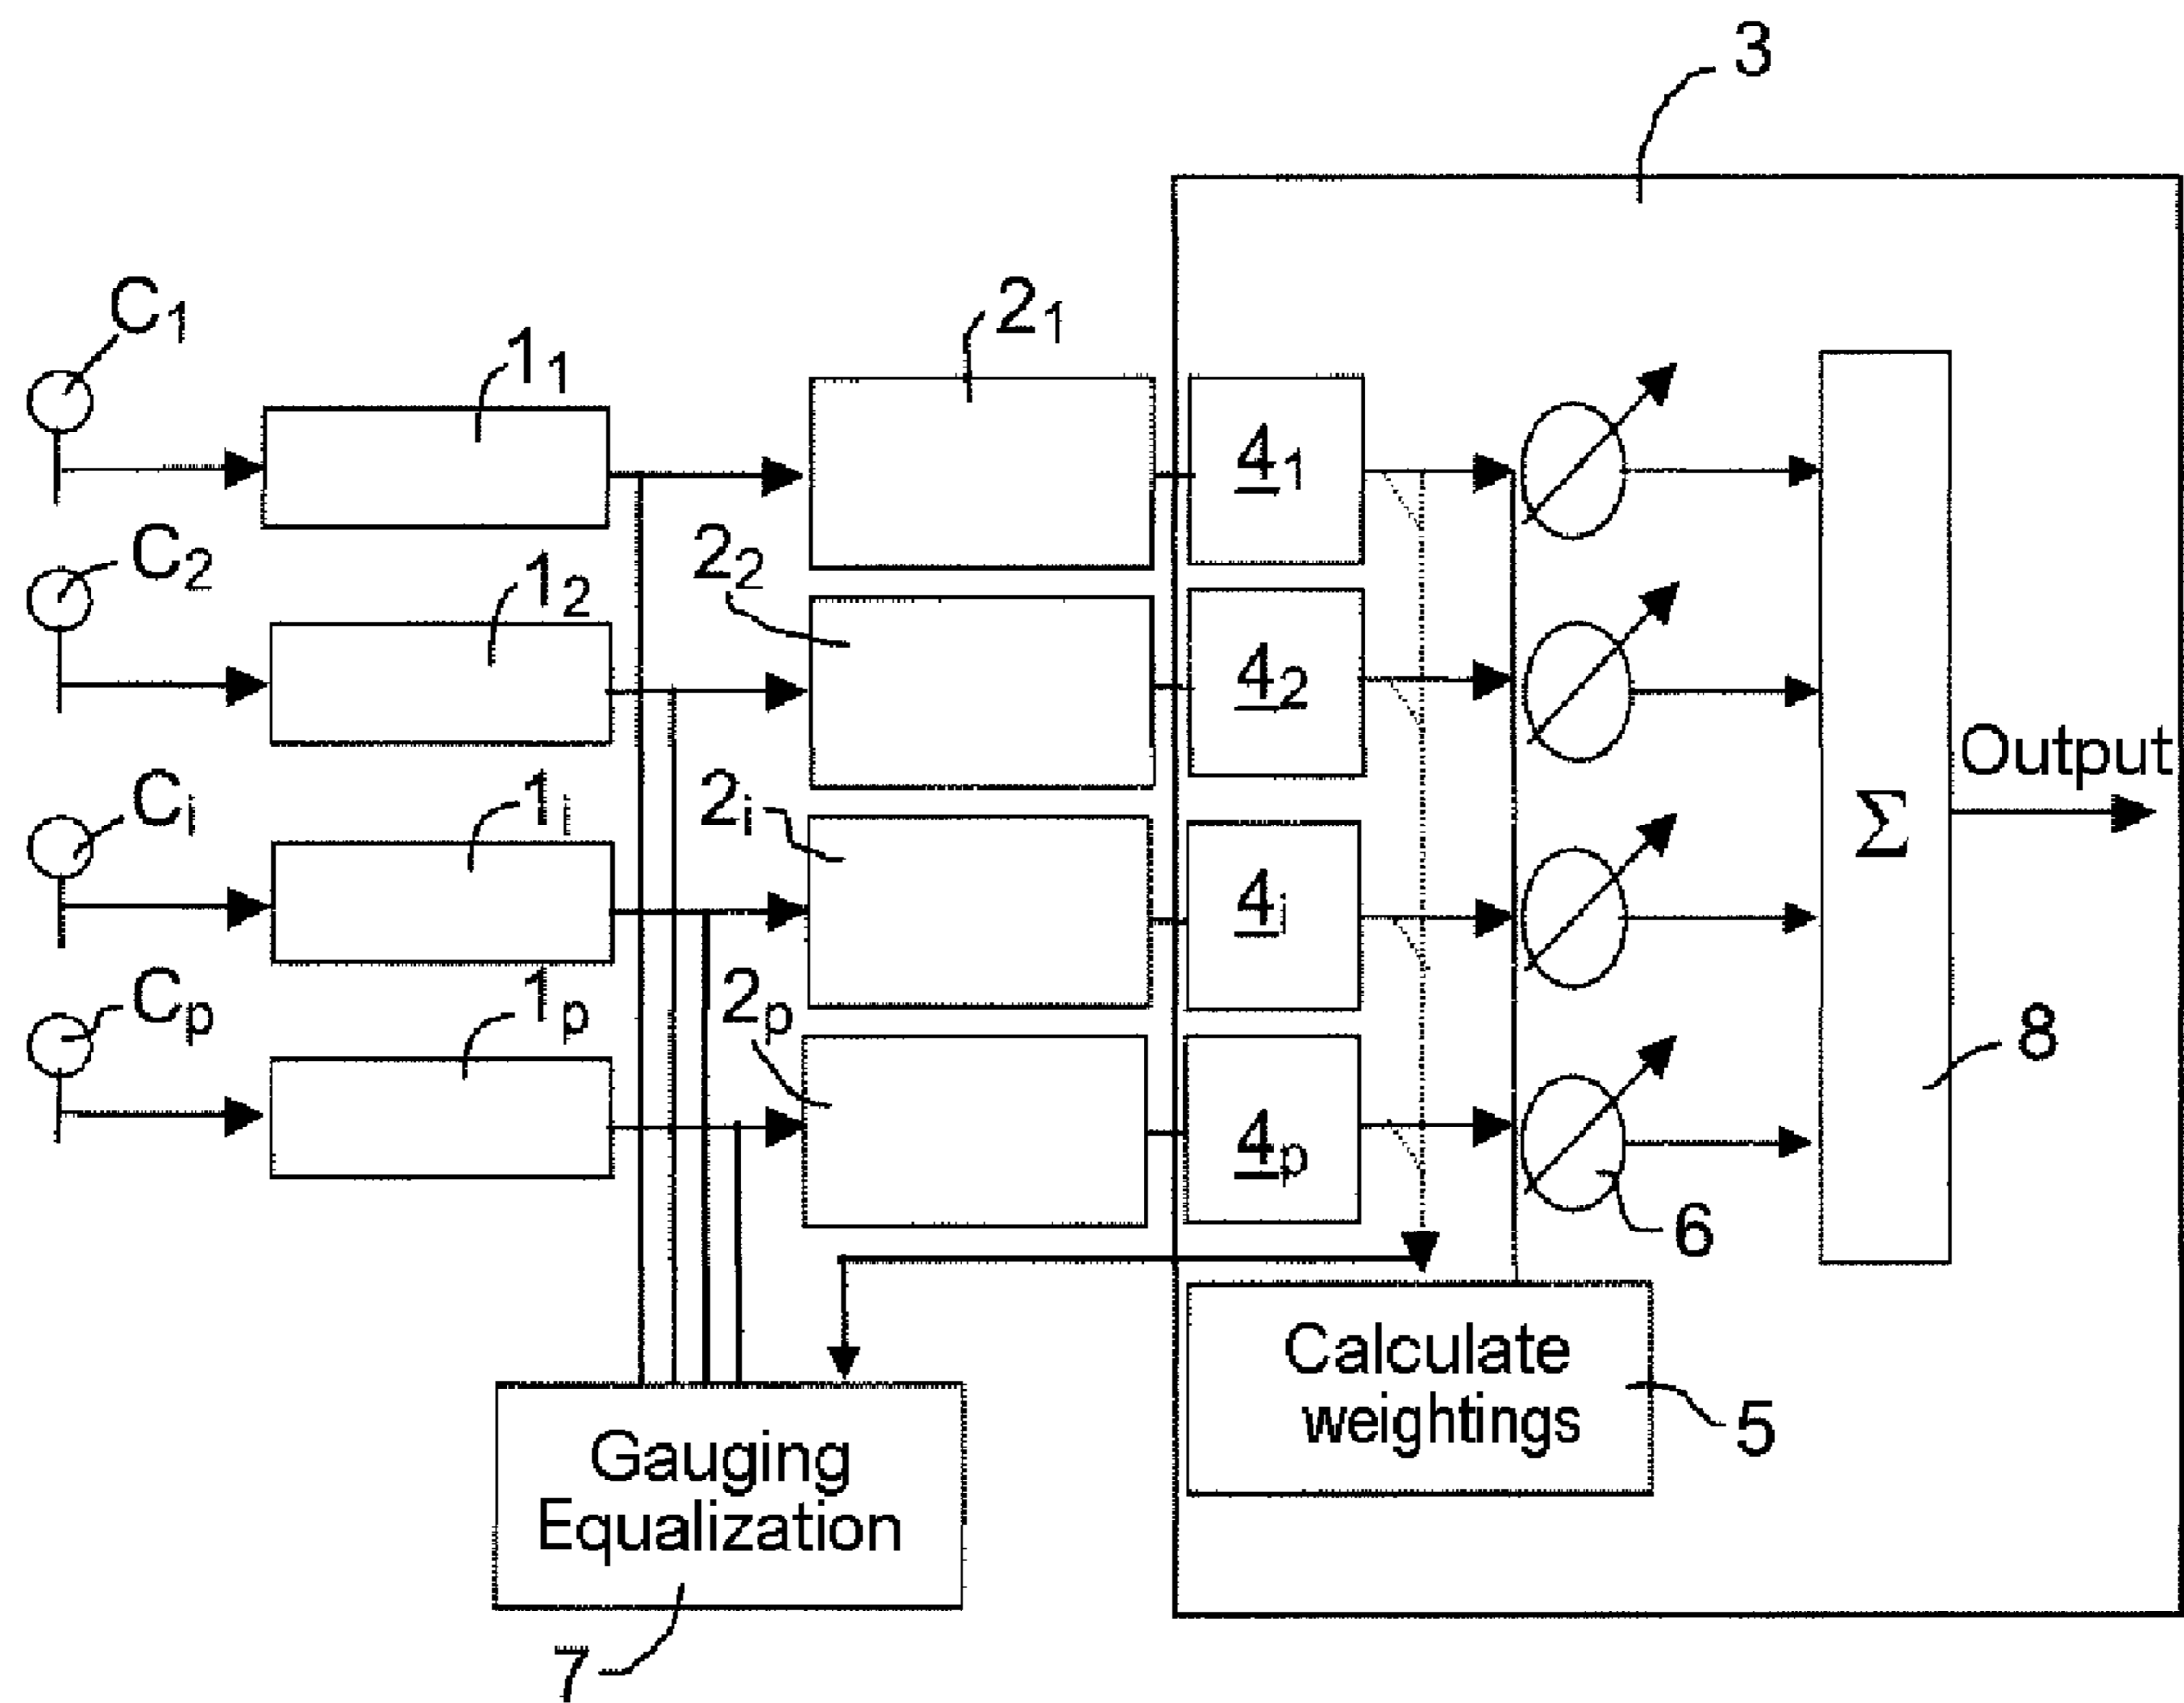 3
C₁
1₁
2₁
4₁
C₂
1₂
2₂
4₂
Output
Cᵢ
1ᵢ
2ᵢ
4ᵢ
Σ
Cₚ
1ₚ
2ₚ
4ₚ
8
6
Calculate
weightings
5
Gauging
Equalization
7